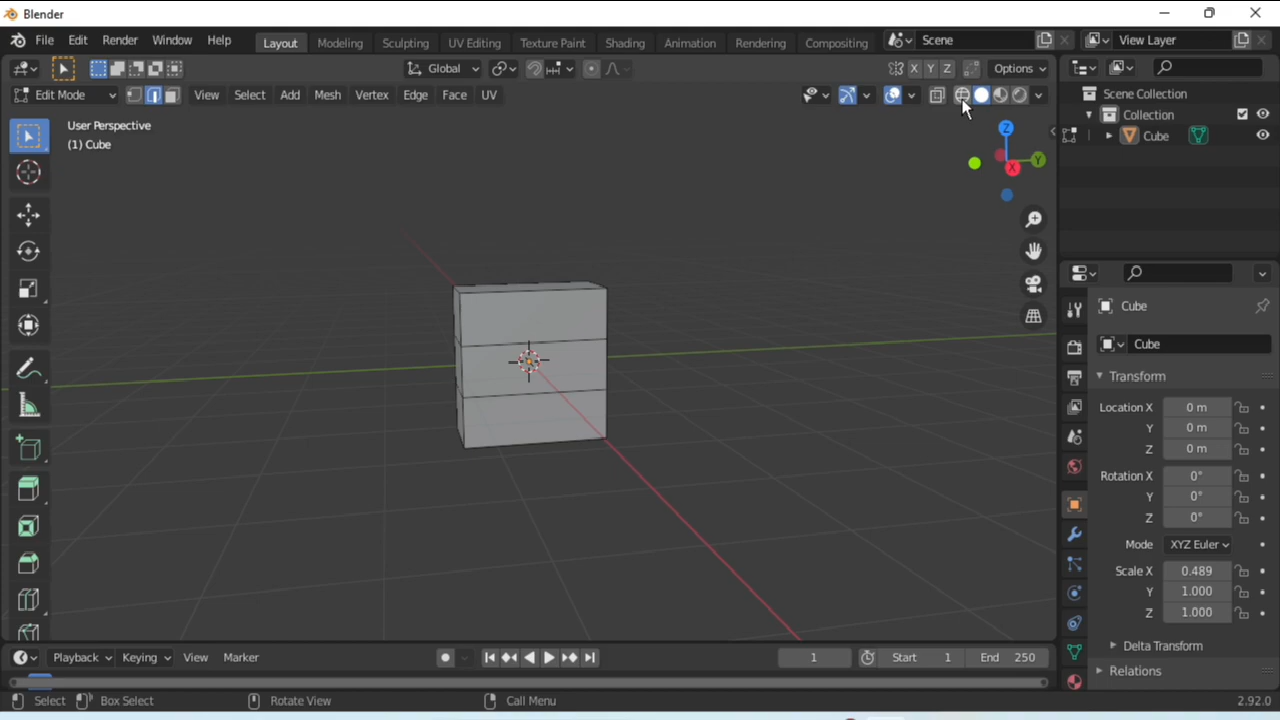 Blender
File Edit Render Window Help Layout Modeling Sculpting UV Editing Texture Paint Shading Animation Rendering Compositing Scene View Layer
Global X Y Z Options
Edit Mode View Select Add Mesh Vertex Edge Face UV
Scene Collection
Collection
Cube
User Perspective
(1) Cube
Z
Y
X
Cube
Cube
Transform
Location X 0 m
Y 0 m
Z 0 m
Rotation X 0°
Y 0°
Z 0°
Mode XYZ Euler
Scale X 0.489
Y 1.000
Z 1.000
Delta Transform
Relations
Playback Keying View Marker 1 Start 1 End 250
Select Box Select Rotate View Call Menu 2.92.0